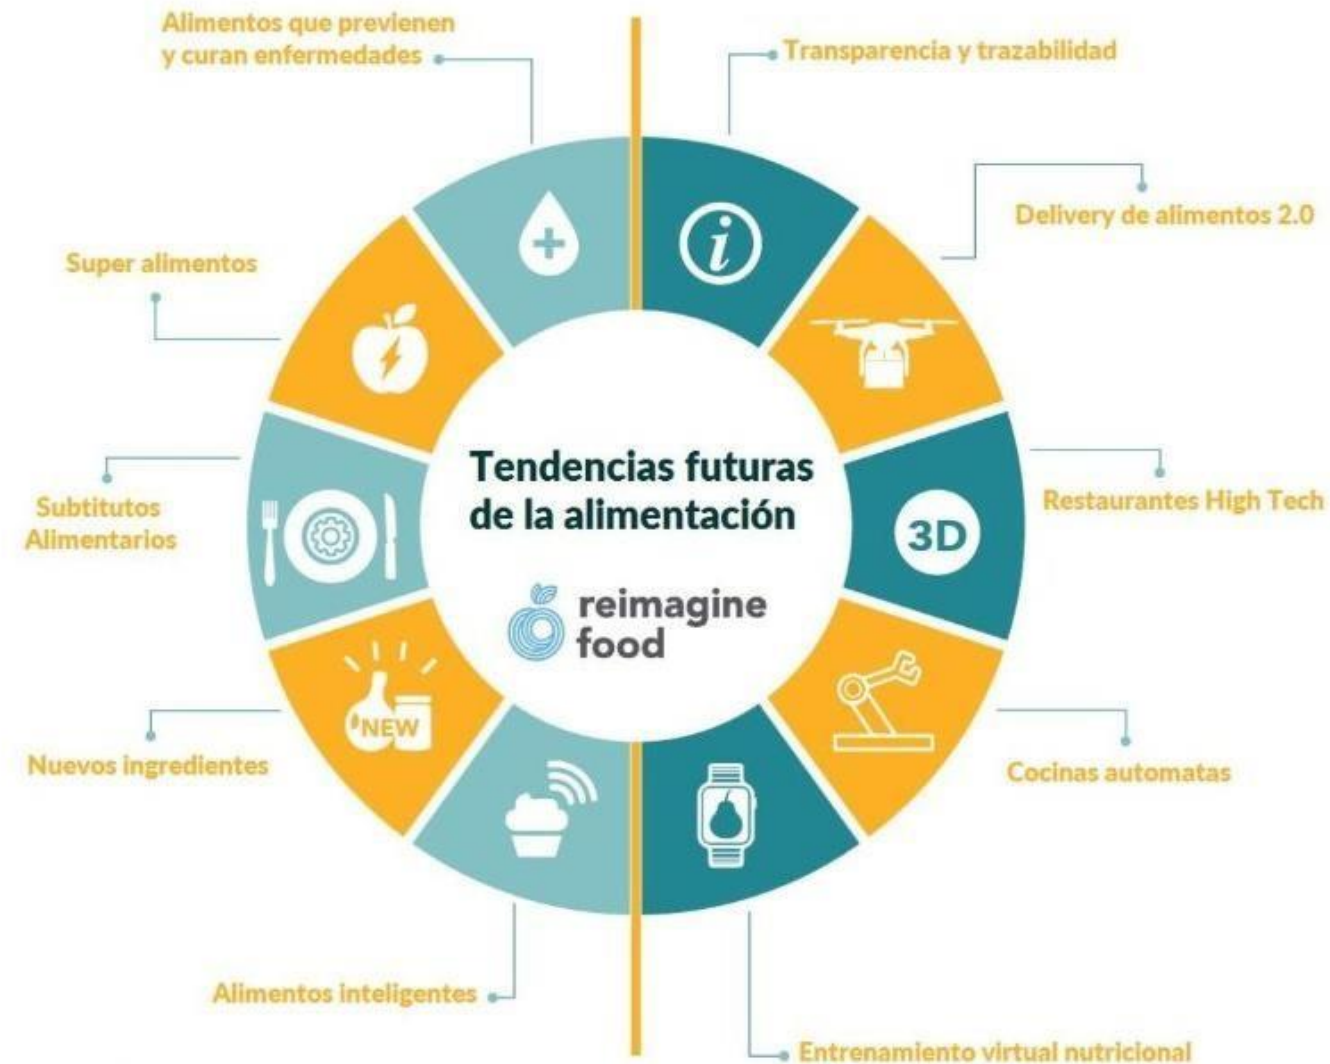 Alimentos que previenen
y curan enfermedades
Transparencia y trazabilidad
Delivery de alimentos 2.0
Super alimentos
Tendencias futuras
de la alimentación
Subtitutos
Alimentarios
3D
Restaurantes High Tech
reimagine
food
NEW
Nuevos ingredientes
Cocinas automatas
Alimentos inteligentes
Entrenamiento virtual nutricional